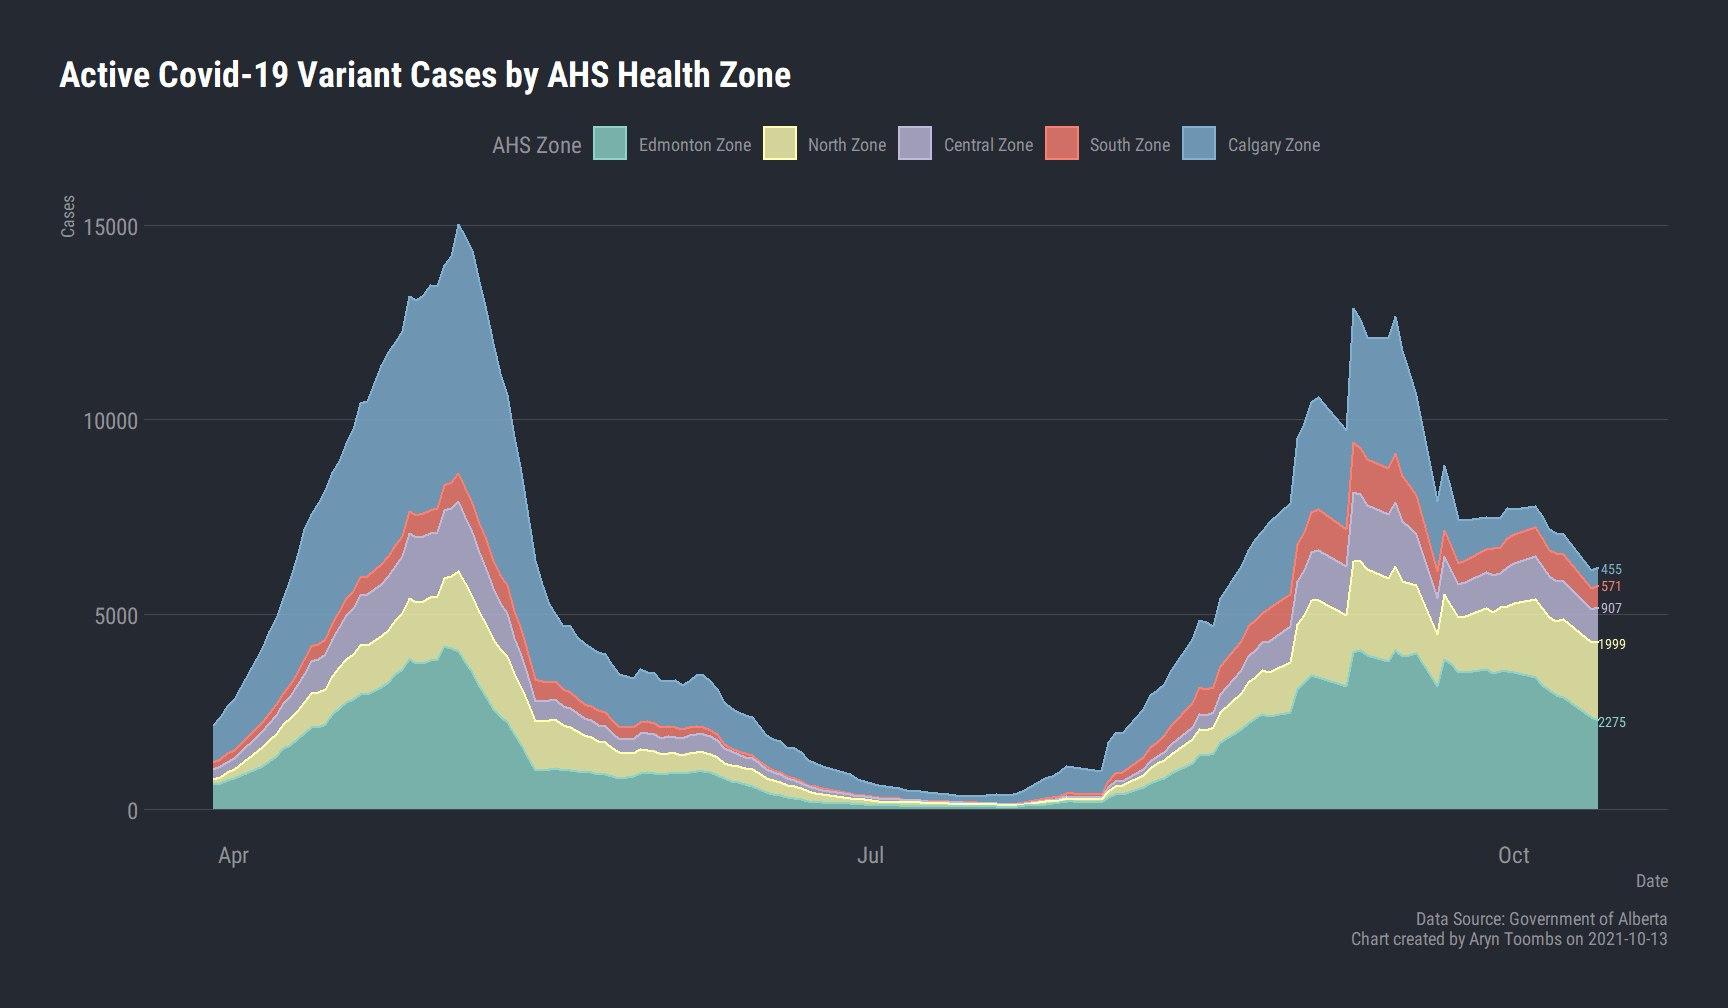 Active Covid-19 Variant Cases by AHS Health Zone
AHS Zone Edmonton Zone North Zone Central Zone South Zone Calgary Zone
Cases
15000
10000
5000
0
455
571
907
1999
2275
Apr Jul Oct
Date
Data Source: Government of Alberta
Chart created by Aryn Toombs on 2021-10-13